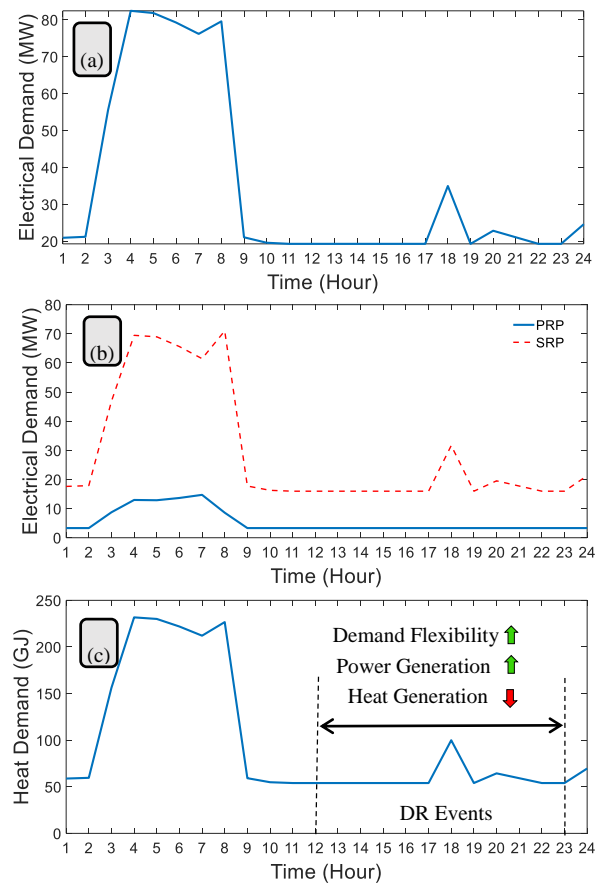 80
70
60
50
40
30
20
Electrical Demand (MW)
(a)
1 2 3 4 5 6 7 8 9 10 11 12 13 14 15 16 17 18 19 20 21 22 23 24
Time (Hour)
80
70
60
50
40
30
20
10
0
Electrical Demand (MW)
(b)
PRP
SRP
1 2 3 4 5 6 7 8 9 10 11 12 13 14 15 16 17 18 19 20 21 22 23 24
Time (Hour)
250
200
150
100
50
0
Heat Demand (GJ)
(c)
Demand Flexibility
Power Generation
Heat Generation
DR Events
1 2 3 4 5 6 7 8 9 10 11 12 13 14 15 16 17 18 19 20 21 22 23 24
Time (Hour)